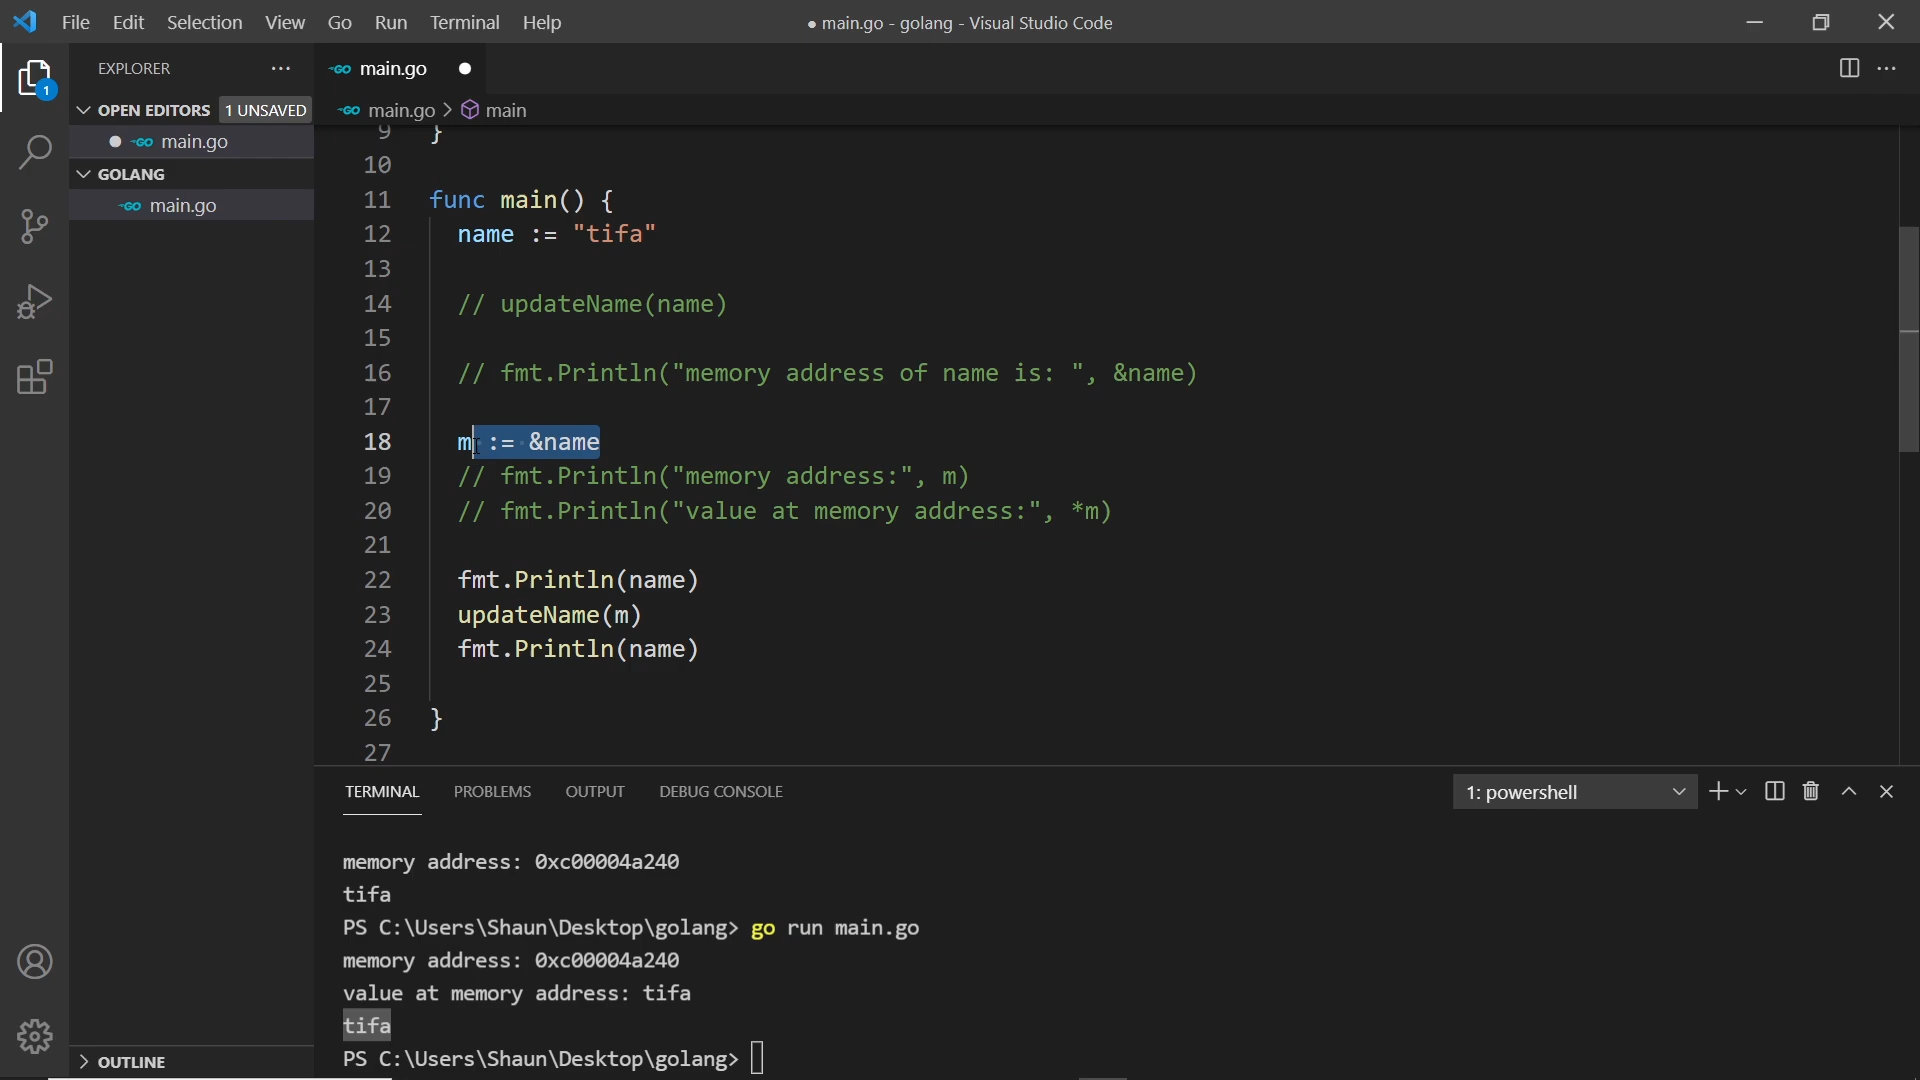 File Edit Selection View Go Run Terminal Help
● main.go - golang - Visual Studio Code
EXPLORER
1
OPEN EDITORS 1 UNSAVED
main.go
GOLANG
main.go
OUTLINE
main.go
main.go > main
9 }
10
11 func main() {
12 name := "tifa"
13
14 // updateName(name)
15
16 // fmt.Println("memory address of name is: ", &name)
17
18 m := &name
19 // fmt.Println("memory address:", m)
20 // fmt.Println("value at memory address:", *m)
21
22 fmt.Println(name)
23 updateName(m)
24 fmt.Println(name)
25
26 }
27
TERMINAL PROBLEMS OUTPUT DEBUG CONSOLE
1: powershell
memory address: 0xc00004a240
tifa
PS C:\Users\Shaun\Desktop\golang> go run main.go
memory address: 0xc00004a240
value at memory address: tifa
tifa
PS C:\Users\Shaun\Desktop\golang>